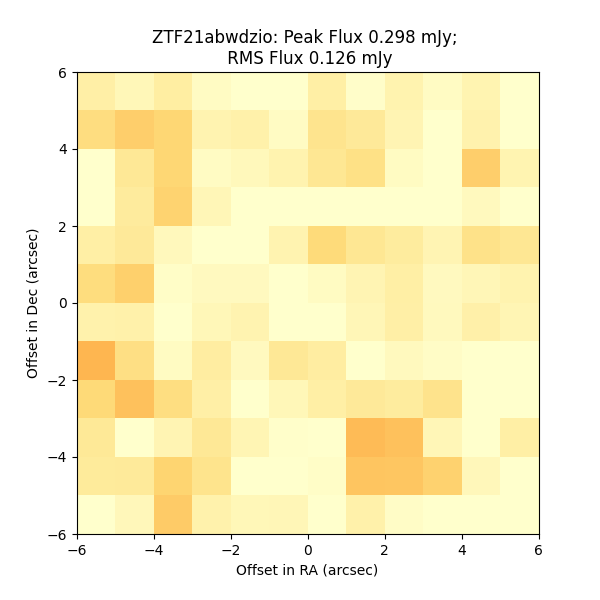 ZTF21abwdzio: Peak Flux 0.298 mJy;
RMS Flux 0.126 mJy
6
4
2
0
−2
−4
−6
Offset in Dec (arcsec)
−6 −4 −2 0 2 4 6
Offset in RA (arcsec)